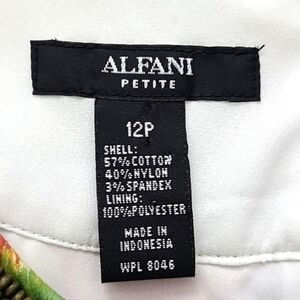 ALFANI
PETITE
12P
SHELL:
57% COTTON
40% NYLON
3% SPANDEX
LINING:
100% POLYESTER
MADE IN
INDONESIA
WPL 8046